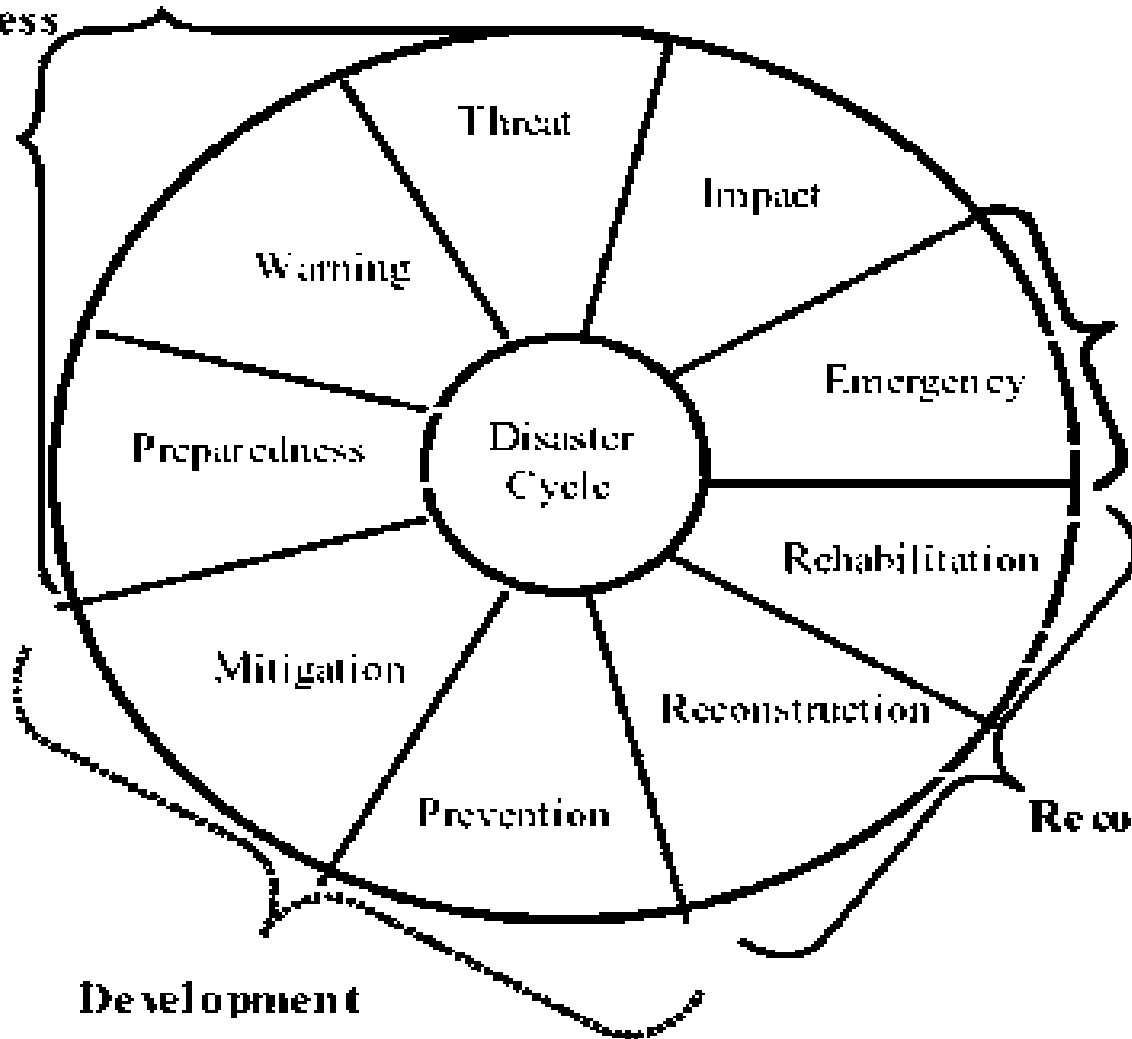 ess
Threat
Impact
Warning
Emergency
Disaster
Cycle
Preparedness
Rehabilitation
Mitigation
Reconstruction
Prevention
Reco
Development